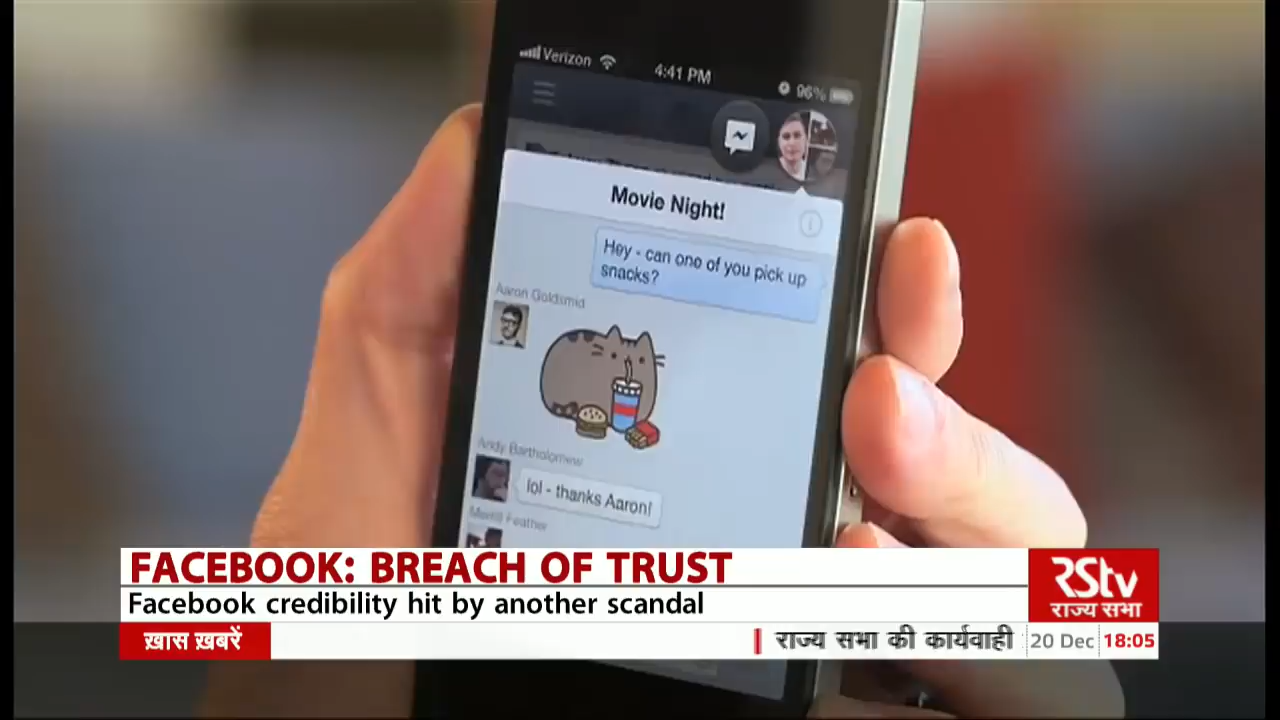 Verizon 4:41 PM 96%
Movie Night!
Hey - can one of you pick up
snacks?
Aaron Goldsmid
Andy Bartholomew
lol - thanks Aaron!
Merrill Feather
FACEBOOK: BREACH OF TRUST
Facebook credibility hit by another scandal
RStv
राज्य सभा
ख़ास ख़बरें
राज्य सभा की कार्यवाही
20 Dec 18:05